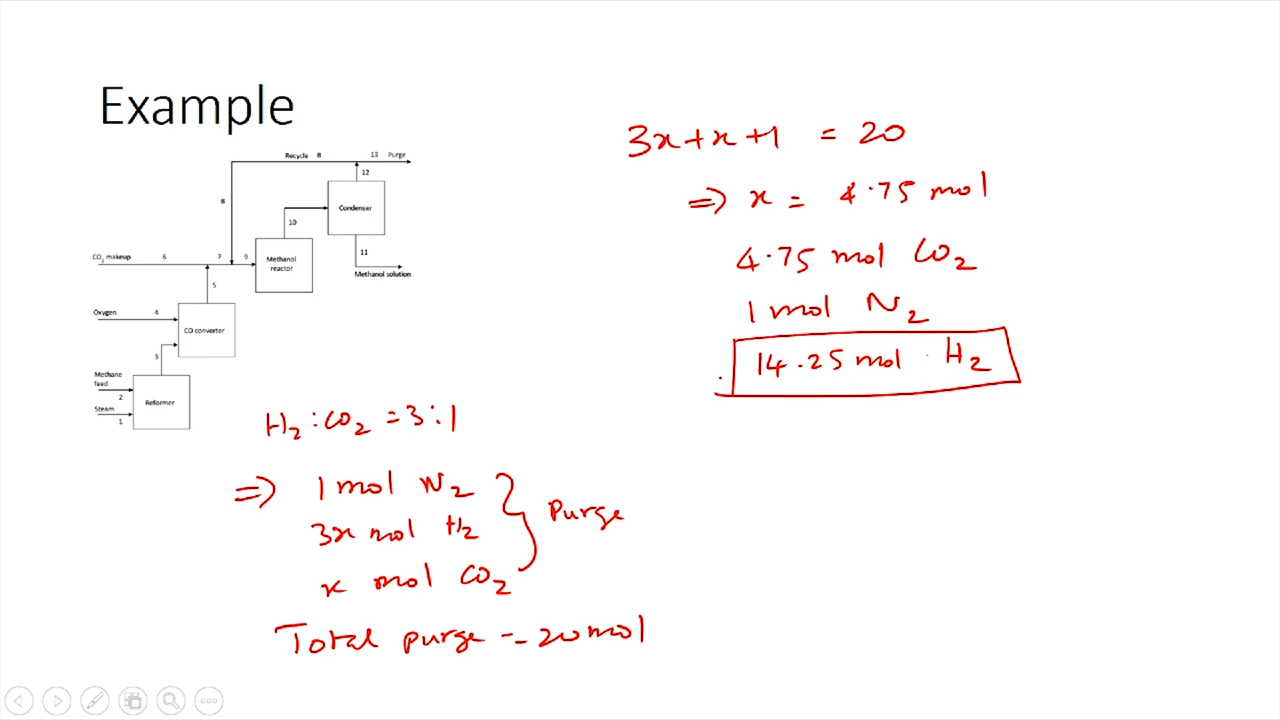 Example
Recycle 8 13 Purge
12
8
Condenser
10
CO2 makeup 6 7 9
Methanol
reactor
11
Methanol solution
5
Oxygen 4
CO converter
3
Methane
feed
2
Reformer
Steam
1
H2 : CO2 = 3 : 1
⇒ 1 mol N2
3x mol H2
x mol CO2
} Purge
Total purge = 20 mol
3x + x + 1 = 20
⇒ x = 4.75 mol
4.75 mol CO2
1 mol N2
14.25 mol H2